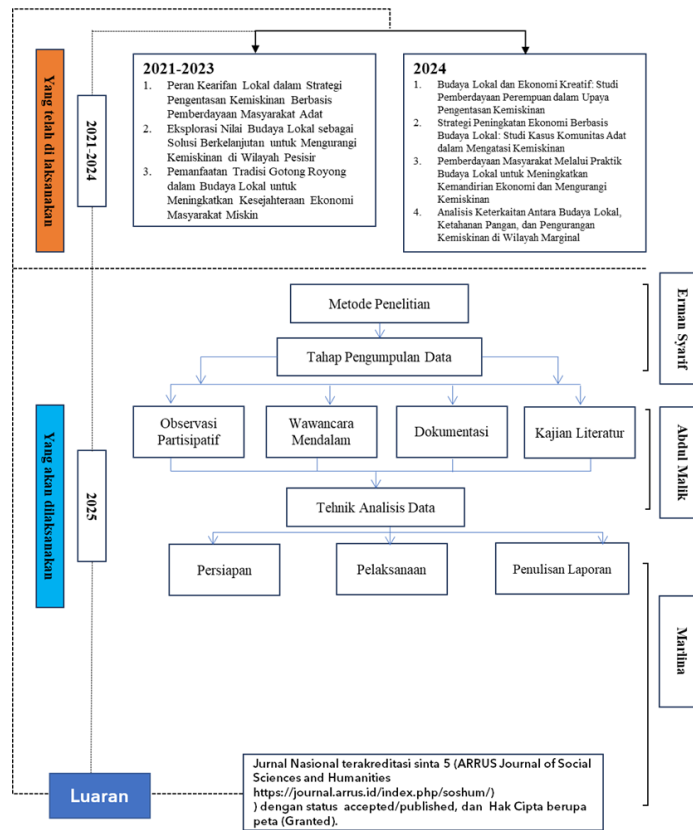 Yang telah di laksanakan
2021-2024
2021-2023
1. Peran Kearifan Lokal dalam Strategi
Pengentasan Kemiskinan Berbasis
Pemberdayaan Masyarakat Adat
2. Eksplorasi Nilai Budaya Lokal sebagai
Solusi Berkelanjutan untuk Mengurangi
Kemiskinan di Wilayah Pesisir
3. Pemanfaatan Tradisi Gotong Royong
dalam Budaya Lokal untuk
Meningkatkan Kesejahteraan Ekonomi
Masyarakat Miskin
2024
1. Budaya Lokal dan Ekonomi Kreatif: Studi
Pemberdayaan Perempuan dalam Upaya
Pengentasan Kemiskinan
2. Strategi Peningkatan Ekonomi Berbasis
Budaya Lokal: Studi Kasus Komunitas Adat
dalam Mengatasi Kemiskinan
3. Pemberdayaan Masyarakat Melalui Praktik
Budaya Lokal untuk Meningkatkan
Kemandirian Ekonomi dan Mengurangi
Kemiskinan
4. Analisis Keterkaitan Antara Budaya Lokal,
Ketahanan Pangan, dan Pengurangan
Kemiskinan di Wilayah Marginal
Yang akan dilaksanakan
2025
Metode Penelitian
Tahap Pengumpulan Data
Erman Syarif
Observasi
Partisipatif
Wawancara
Mendalam
Dokumentasi
Kajian Literatur
Abdul Malik
Tehnik Analisis Data
Persiapan
Pelaksanaan
Penulisan Laporan
Marlina
Luaran
Jurnal Nasional terakreditasi sinta 5 (ARRUS Journal of Social
Sciences and Humanities
https://journal.arrus.id/index.php/soshum/)
) dengan status accepted/published, dan Hak Cipta berupa
peta (Granted).